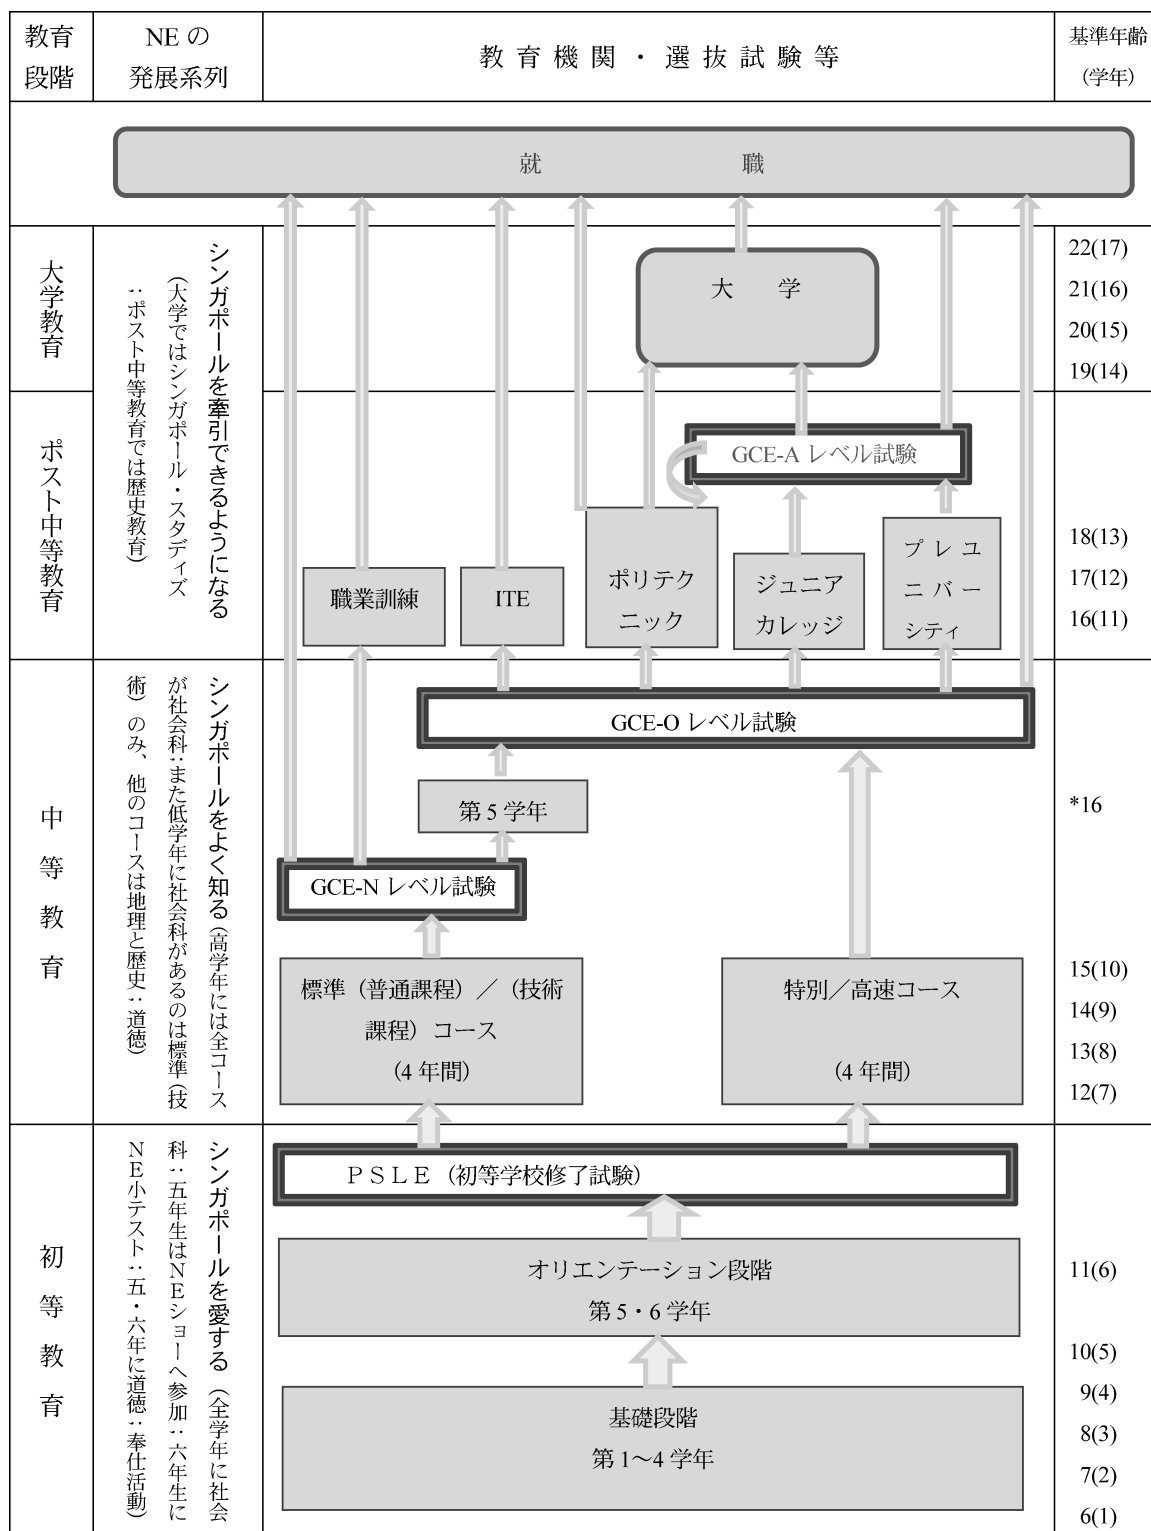 教育
段階
NE の
発展系列
教 育 機 関 ・ 選 抜 試 験 等
基準年齢
（学年）
就　職
大学教育
シンガポールを牽引できるようになる
（大学ではシンガポール・スタディズ
：ポスト中等教育では歴史教育）
大　学
22(17)
21(16)
20(15)
19(14)
ポスト中等教育
GCE-A レベル試験
職業訓練
ITE
ポリテク
ニック
ジュニア
カレッジ
プ レ ユ
ニ バ ー
シティ
18(13)
17(12)
16(11)
中 等 教 育
シンガポールをよく知る（高学年には全コース
が社会科：また低学年に社会科があるのは標準（技
術）のみ、他のコースは地理と歴史：道徳）
GCE-O レベル試験
第 5 学年
*16
GCE-N レベル試験
標準（普通課程）／（技術
課程）コース
（4 年間）
特別／高速コース
（4 年間）
15(10)
14(9)
13(8)
12(7)
初 等 教 育
シンガポールを愛する（全学年に社会
科：五年生はNEショーへ参加：六年生に
NE小テスト：五・六年に道徳：奉仕活動）
ＰＳＬＥ（初等学校修了試験）
オリエンテーション段階
第 5・6 学年
11(6)
基礎段階
第 1～4 学年
10(5)
9(4)
8(3)
7(2)
6(1)